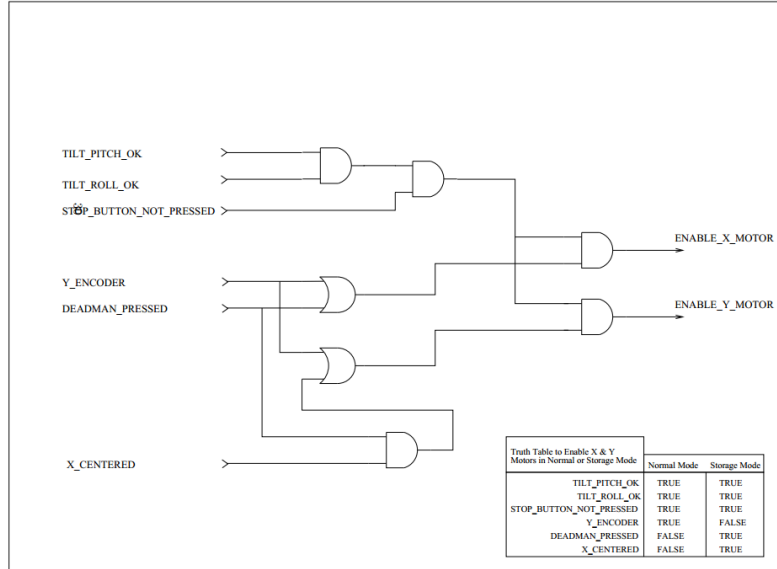 TILT_PITCH_OK
TILT_ROLL_OK
STOP_BUTTON_NOT_PRESSED
ENABLE_X_MOTOR
Y_ENCODER
DEADMAN_PRESSED
ENABLE_Y_MOTOR
X_CENTERED
Truth Table to Enable X & Y
Motors in Normal or Storage Mode
Normal Mode Storage Mode
TILT_PITCH_OK TRUE TRUE
TILT_ROLL_OK TRUE TRUE
STOP_BUTTON_NOT_PRESSED TRUE TRUE
Y_ENCODER TRUE FALSE
DEADMAN_PRESSED FALSE TRUE
X_CENTERED FALSE TRUE